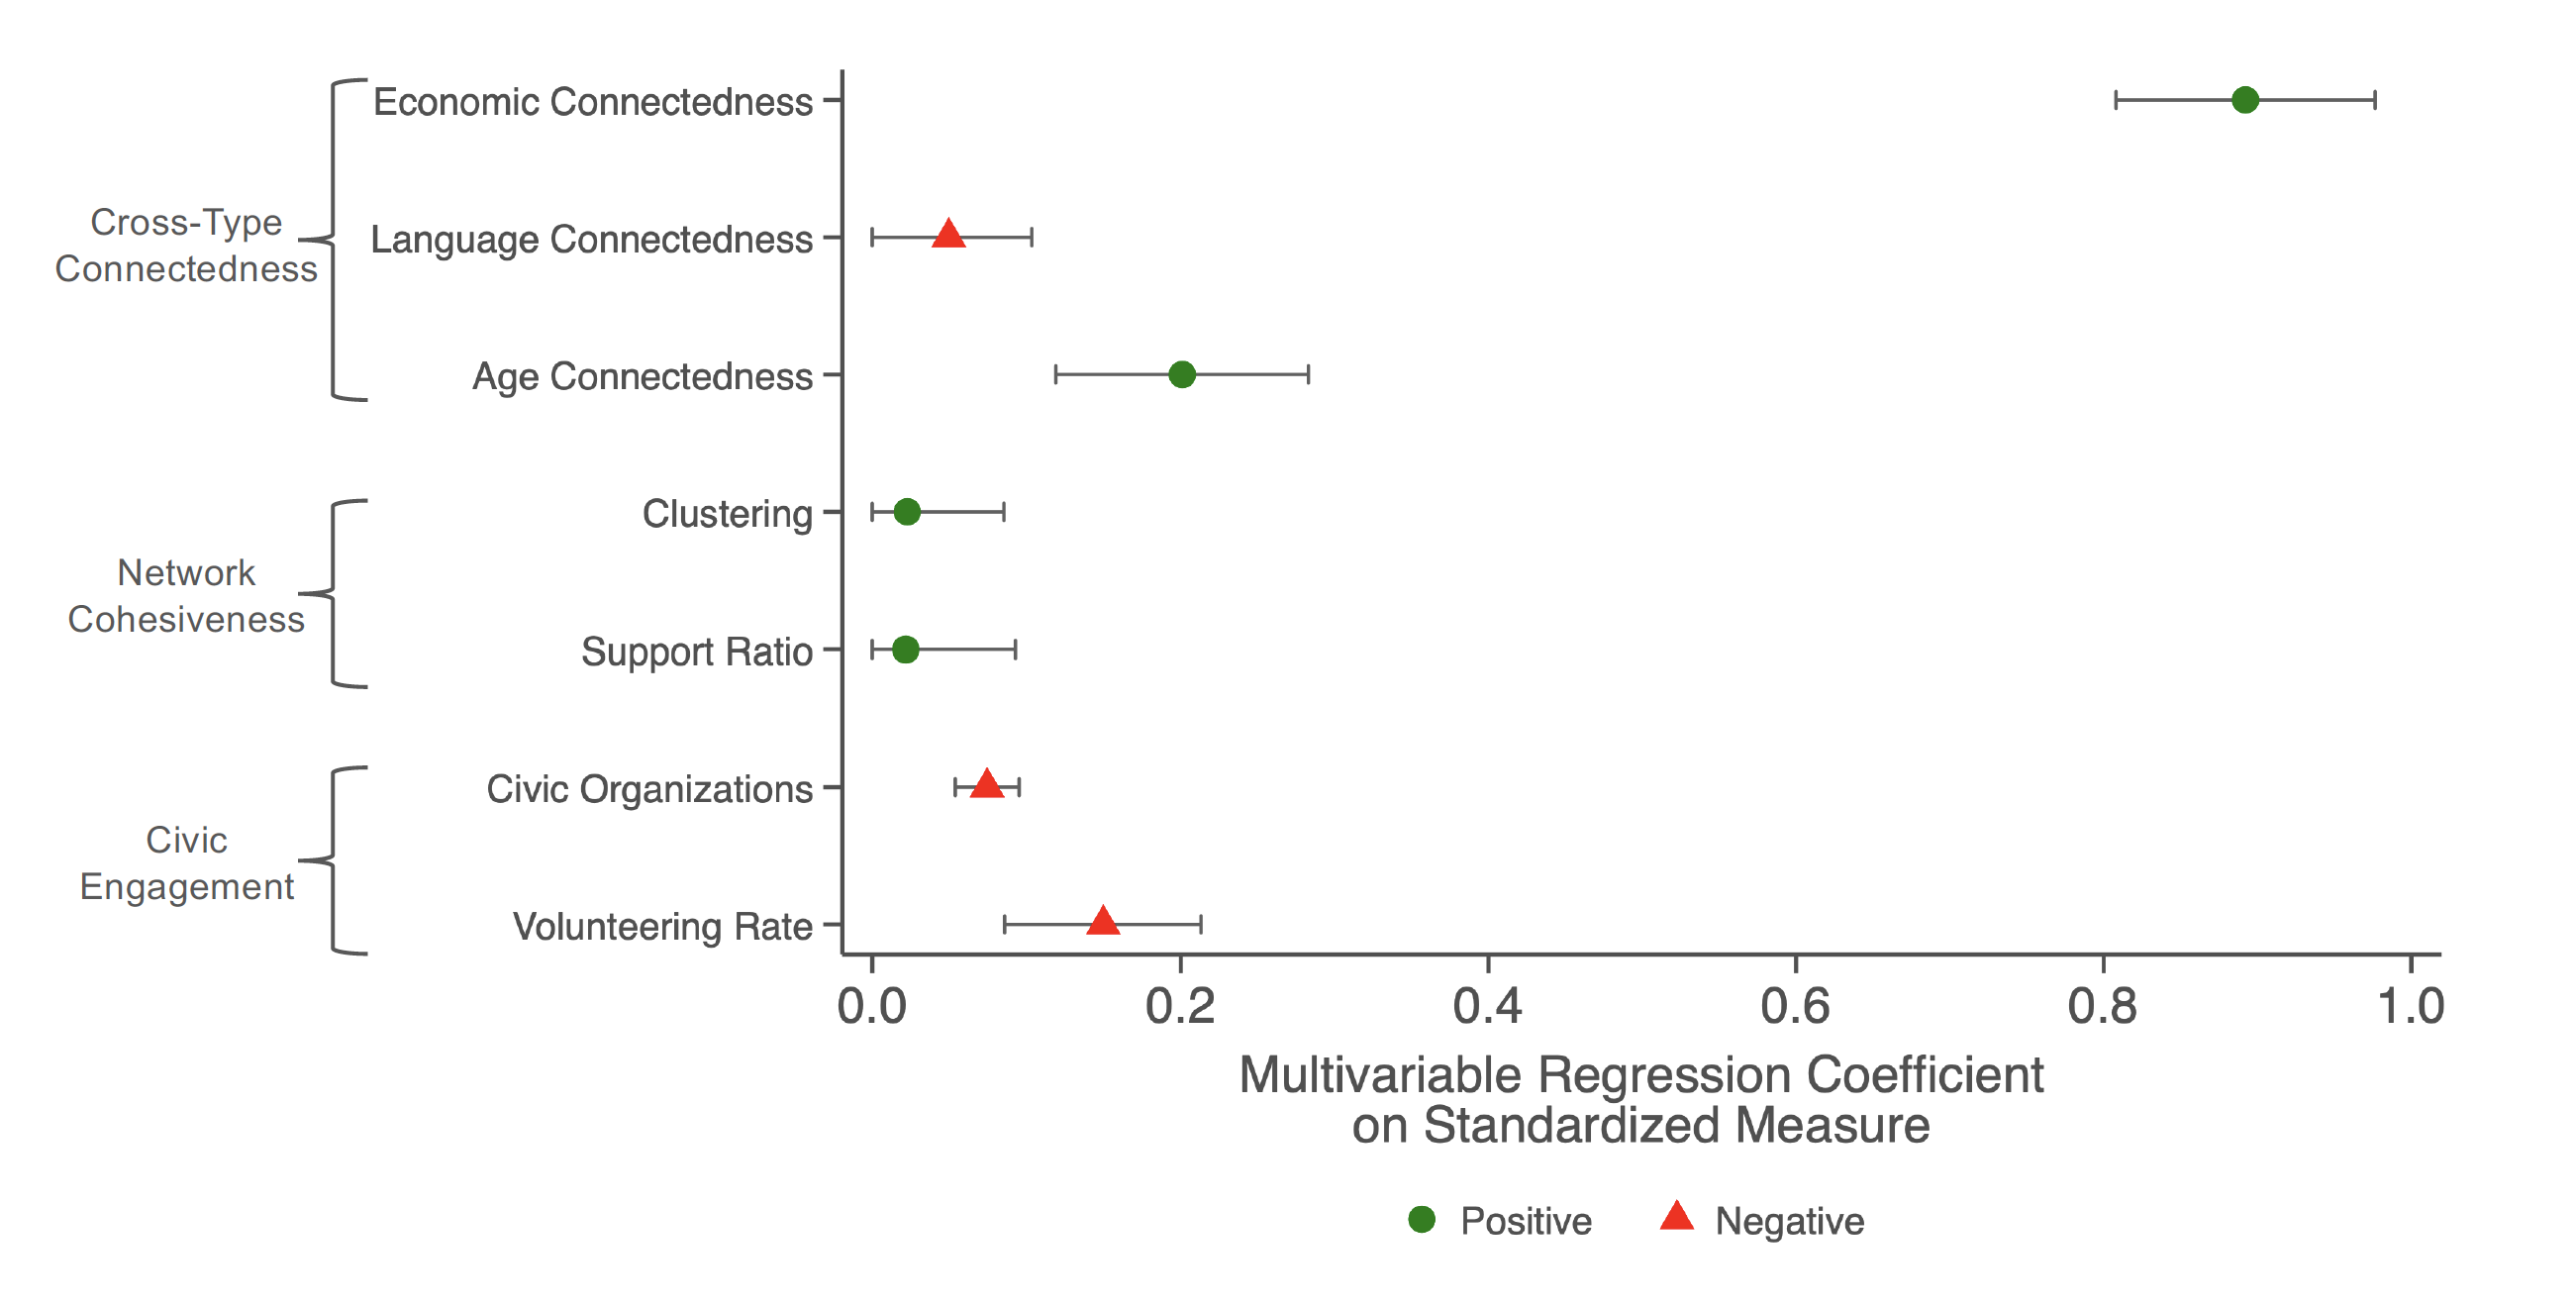 Economic Connectedness
Cross-Type
Connectedness
Language Connectedness
Age Connectedness
Clustering
Network
Cohesiveness
Support Ratio
Civic Organizations
Civic
Engagement
Volunteering Rate
0.0 0.2 0.4 0.6 0.8 1.0
Multivariable Regression Coefficient
on Standardized Measure
Positive Negative